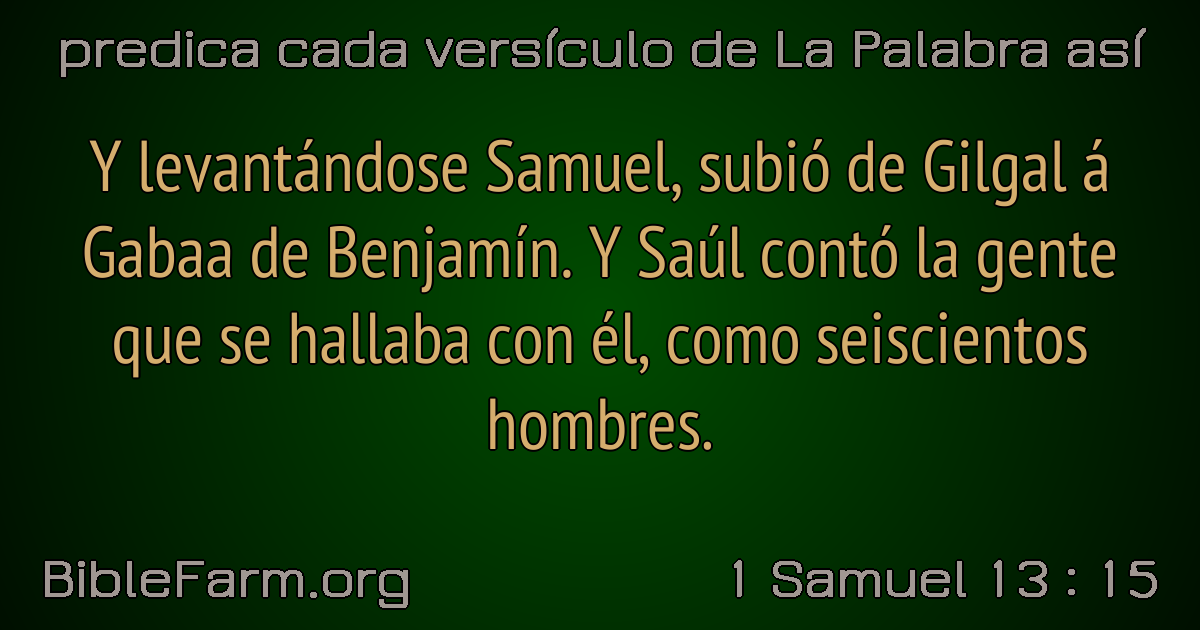 predica cada versículo de La Palabra así
Y levantándose Samuel, subió de Gilgal á
Gabaa de Benjamín. Y Saúl contó la gente
que se hallaba con él, como seiscientos
hombres.
BibleFarm.org
1 Samuel 13 : 15